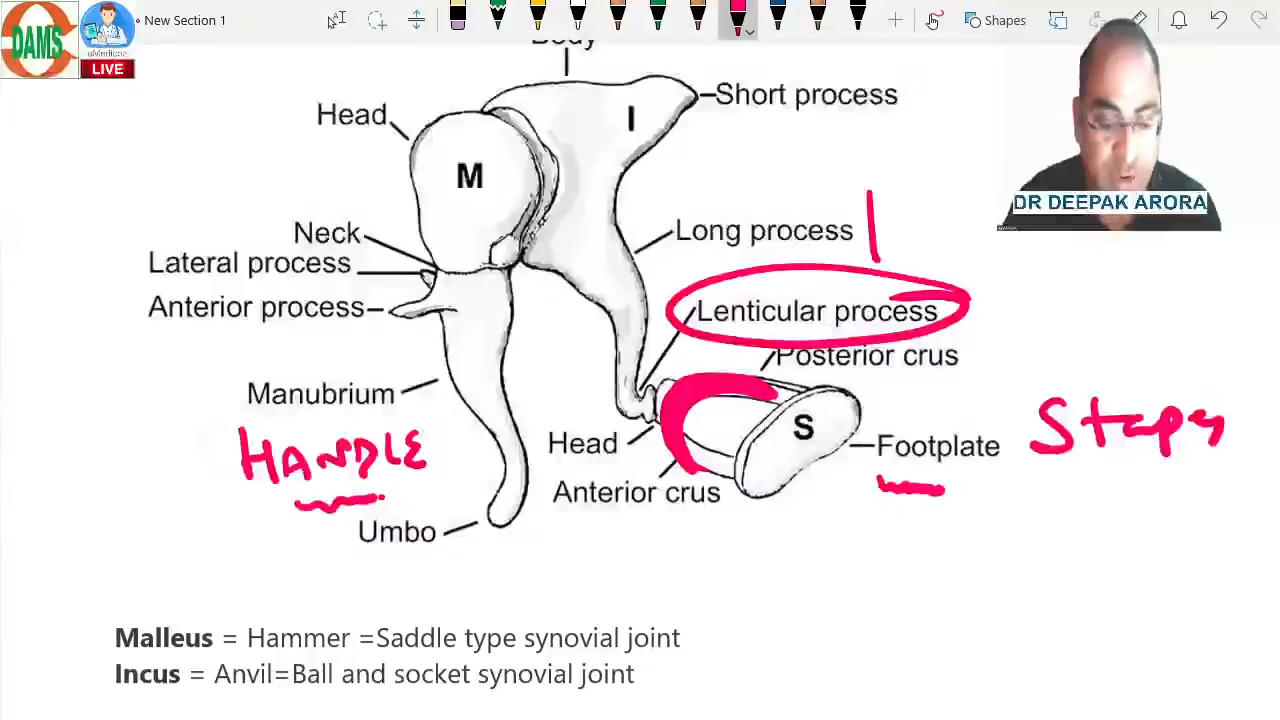 New Section 1
Shapes
DAMS
eMedicoz
LIVE
Body
Short process
Head
I
M
DR DEEPAK ARORA
Neck
Long process
Lateral process
Anterior process
Lenticular process
Posterior crus
Manubrium
S
HANDLE
Head
Footplate
Stapes
Anterior crus
Umbo
Malleus = Hammer =Saddle type synovial joint
Incus = Anvil=Ball and socket synovial joint